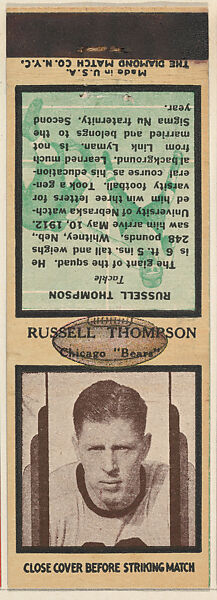 Made in U.S.A.
THE DIAMOND MATCH CO. N.Y.C.
RUSSELL THOMPSON
Tackle
The giant of the squad. He
is 6 ft. 5 ins. tall and weighs
248 pounds. Whitney, Neb.,
saw him arrive May 10, 1912.
University of Nebraska watch-
ed him win three letters for
varsity football. Took a gen-
eral course as his education-
al background. Learned much
from Link Lyman. Is not
married and belongs to the
Sigma Nu fraternity. Second
year.
RUSSELL THOMPSON
Chicago "Bears"
CLOSE COVER BEFORE STRIKING MATCH